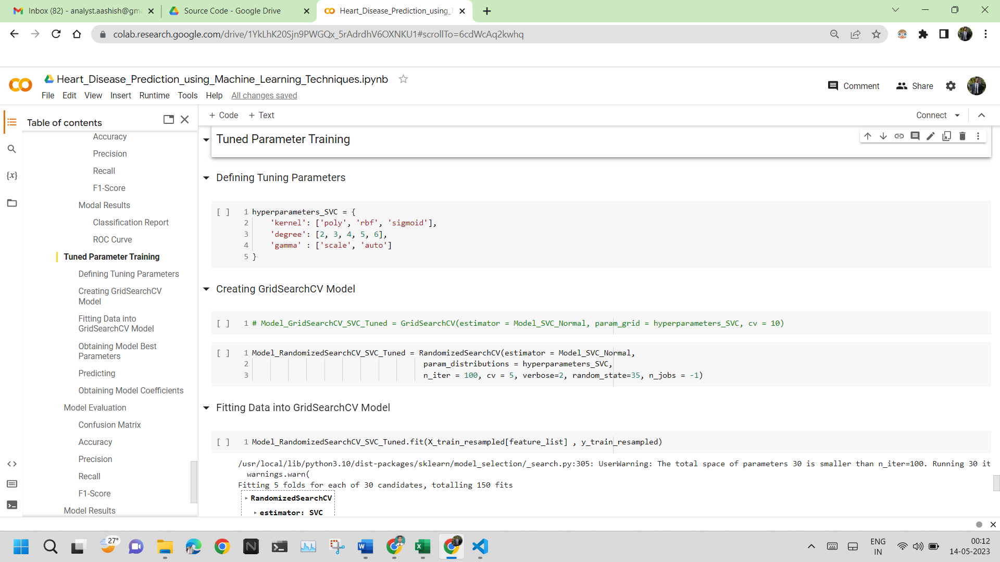 Inbox (82) - analyst.aashish@gm
Source Code - Google Drive
Heart_Disease_Prediction_using_
colab.research.google.com/drive/1YkLhK20Sjn9PWGQx_5rAdrdhV6OXNKU1#scrollTo=6cdWcAq2kwhq
Heart_Disease_Prediction_using_Machine_Learning_Techniques.ipynb
File Edit View Insert Runtime Tools Help All changes saved
Comment Share
Table of contents
Accuracy
Precision
Recall
F1-Score
Modal Results
Classification Report
ROC Curve
Tuned Parameter Training
Defining Tuning Parameters
Creating GridSearchCV
Model
Fitting Data into
GridSearchCV Model
Obtaining Model Best
Parameters
Predicting
Obtaining Model Coefficients
Model Evaluation
Confusion Matrix
Accuracy
Precision
Recall
F1-Score
Model Results
+ Code + Text
Connect
Tuned Parameter Training
Defining Tuning Parameters
[ ] 1 hyperparameters_SVC = {
2 'kernel': ['poly', 'rbf', 'sigmoid'],
3 'degree': [2, 3, 4, 5, 6],
4 'gamma' : ['scale', 'auto']
5 }
Creating GridSearchCV Model
[ ] 1 # Model_GridSearchCV_SVC_Tuned = GridSearchCV(estimator = Model_SVC_Normal, param_grid = hyperparameters_SVC, cv = 10)
[ ] 1 Model_RandomizedSearchCV_SVC_Tuned = RandomizedSearchCV(estimator = Model_SVC_Normal,
2 param_distributions = hyperparameters_SVC,
3 n_iter = 100, cv = 5, verbose=2, random_state=35, n_jobs = -1)
Fitting Data into GridSearchCV Model
[ ] 1 Model_RandomizedSearchCV_SVC_Tuned.fit(X_train_resampled[feature_list] , y_train_resampled)
/usr/local/lib/python3.10/dist-packages/sklearn/model_selection/_search.py:305: UserWarning: The total space of parameters 30 is smaller than n_iter=100. Running 30 it
warnings.warn(
Fitting 5 folds for each of 30 candidates, totalling 150 fits
RandomizedSearchCV
estimator: SVC
27°
ENG
IN
00:12
14-05-2023